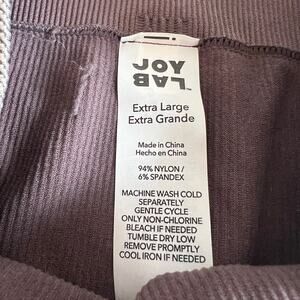 JOY
LAB™
Extra Large
Extra Grande
Made in China
Hecho en China
94% NYLON /
6% SPANDEX
MACHINE WASH COLD
SEPARATELY
GENTLE CYCLE
ONLY NON-CHLORINE
BLEACH IF NEEDED
TUMBLE DRY LOW
REMOVE PROMPTLY
COOL IRON IF NEEDED